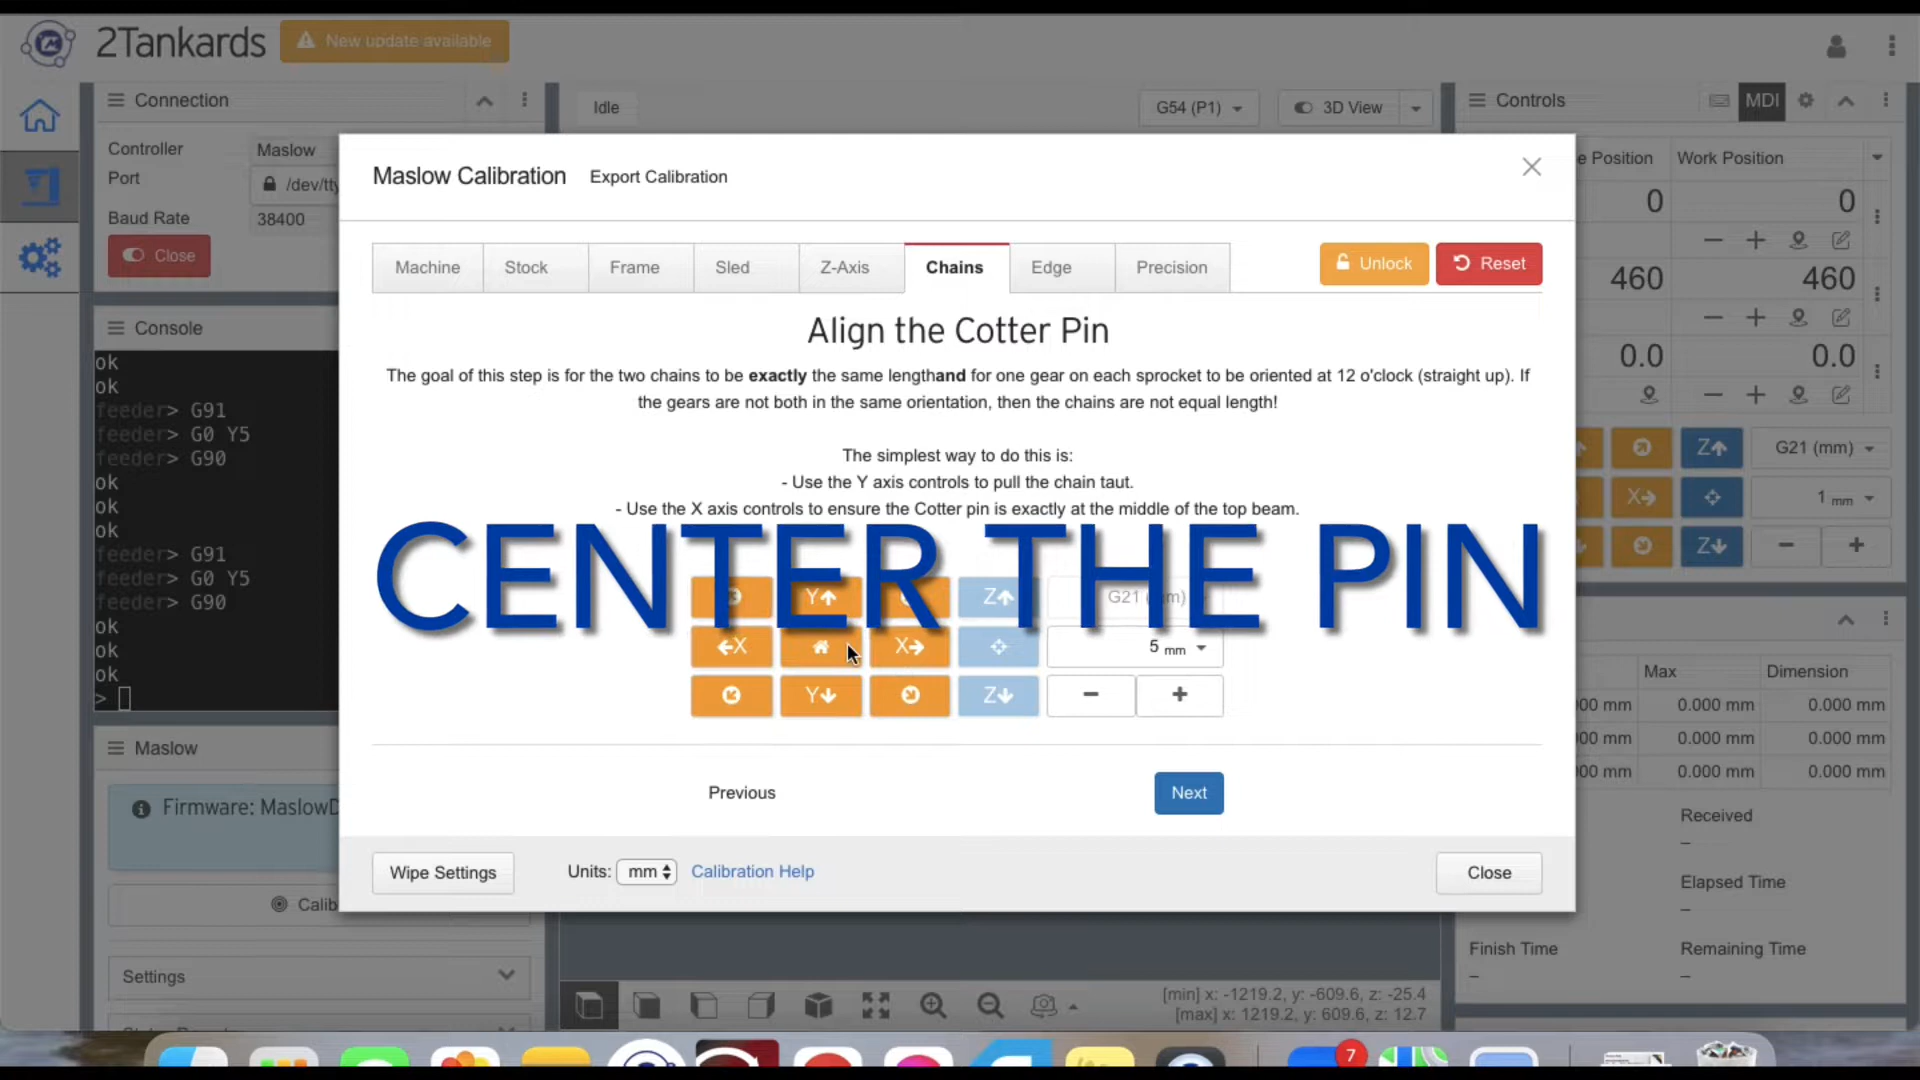 2Tankards
New update available
Connection
Idle
G54 (P1)
3D View
Controls
MDI
Controller
Maslow
Port
/dev/tty
Baud Rate
38400
Close
Console
ok
ok
feeder> G91
feeder> G0 Y5
feeder> G90
ok
ok
ok
feeder> G91
feeder> G0 Y5
feeder> G90
ok
ok
ok
>
Maslow
Firmware: MaslowD
Calib
Settings
Maslow Calibration
Export Calibration
Machine
Stock
Frame
Sled
Z-Axis
Chains
Edge
Precision
Unlock
Reset
Align the Cotter Pin
The goal of this step is for the two chains to be exactly the same lengthand for one gear on each sprocket to be oriented at 12 o'clock (straight up). If
the gears are not both in the same orientation, then the chains are not equal length!
The simplest way to do this is:
- Use the Y axis controls to pull the chain taut.
- Use the X axis controls to ensure the Cotter pin is exactly at the middle of the top beam.
CENTER THE PIN
Y
Z
G21 (mm)
X
X
5 mm
Y
Z
Previous
Next
Wipe Settings
Units: mm
Calibration Help
Close
e Position
Work Position
0
0
460
460
0.0
0.0
Z
G21 (mm)
X
1 mm
Z
Max
Dimension
00 mm
0.000 mm
0.000 mm
00 mm
0.000 mm
0.000 mm
00 mm
0.000 mm
0.000 mm
Received
–
Elapsed Time
–
Finish Time
Remaining Time
–
–
[min] x: -1219.2, y: -609.6, z: -25.4
[max] x: 1219.2, y: 609.6, z: 12.7
7